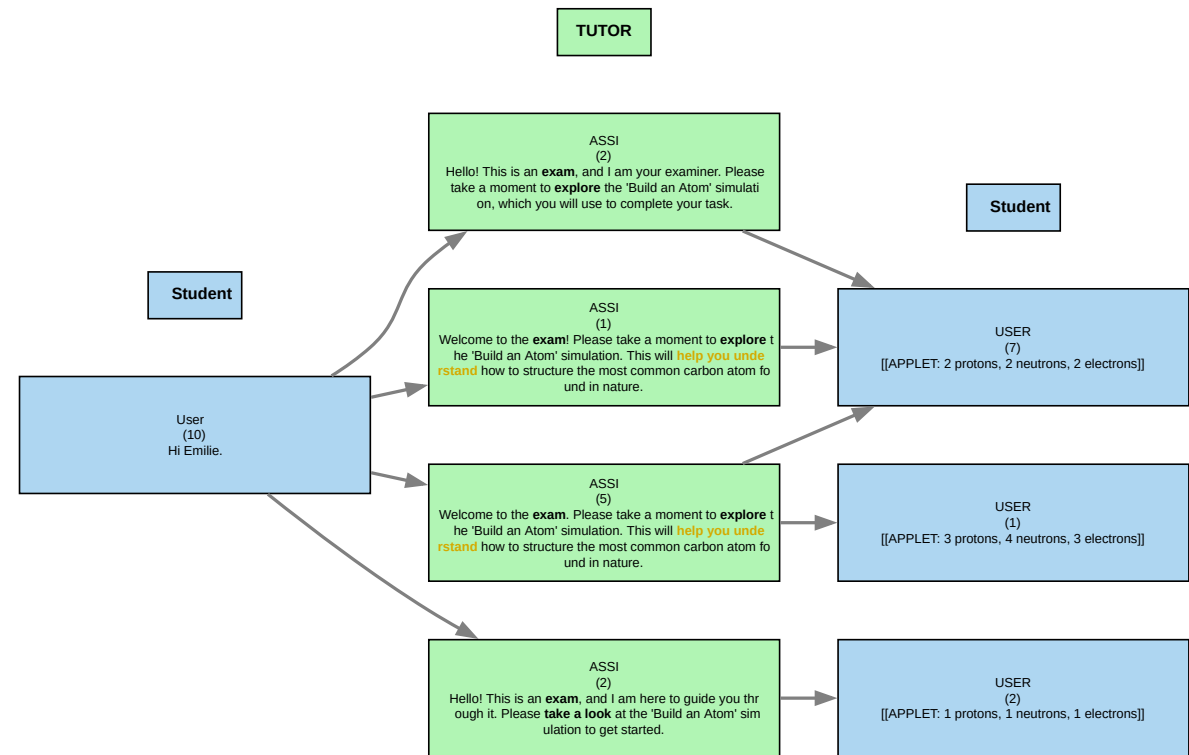 TUTOR
ASSI
(2)
Hello! This is an exam, and I am your examiner. Please
take a moment to explore the 'Build an Atom' simulati
on, which you will use to complete your task.
Student
Student
ASSI
(1)
Welcome to the exam! Please take a moment to explore t
he 'Build an Atom' simulation. This will help you unde
rstand how to structure the most common carbon atom fo
und in nature.
USER
(7)
[[APPLET: 2 protons, 2 neutrons, 2 electrons]]
User
(10)
Hi Emilie.
ASSI
(5)
Welcome to the exam. Please take a moment to explore t
he 'Build an Atom' simulation. This will help you unde
rstand how to structure the most common carbon atom fo
und in nature.
USER
(1)
[[APPLET: 3 protons, 4 neutrons, 3 electrons]]
ASSI
(2)
Hello! This is an exam, and I am here to guide you thr
ough it. Please take a look at the 'Build an Atom' sim
ulation to get started.
USER
(2)
[[APPLET: 1 protons, 1 neutrons, 1 electrons]]